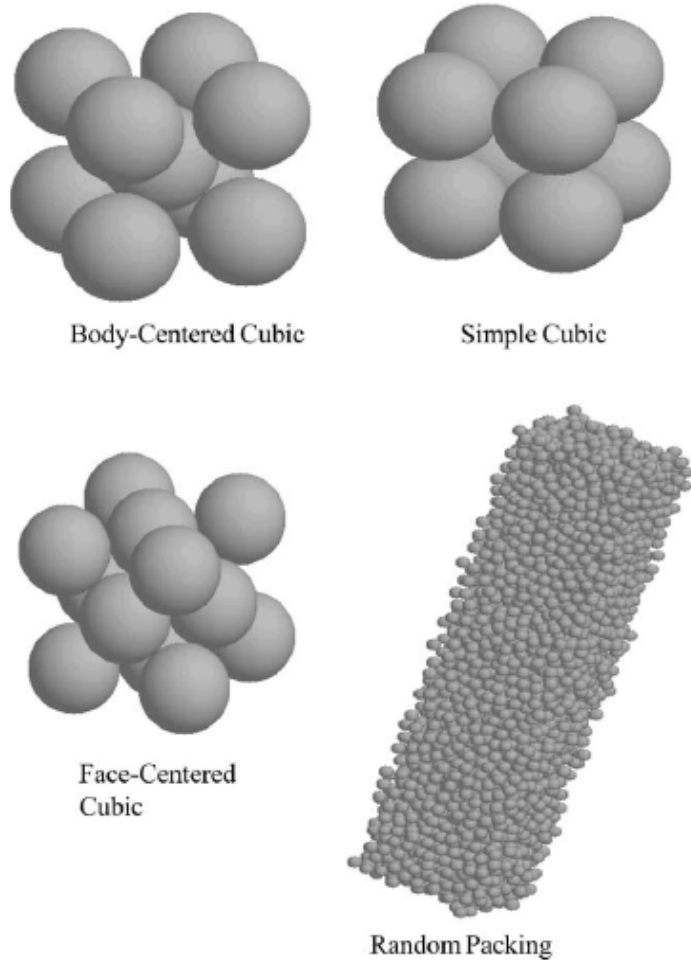 Body-Centered Cubic
Simple Cubic
Face-Centered
Cubic
Random Packing